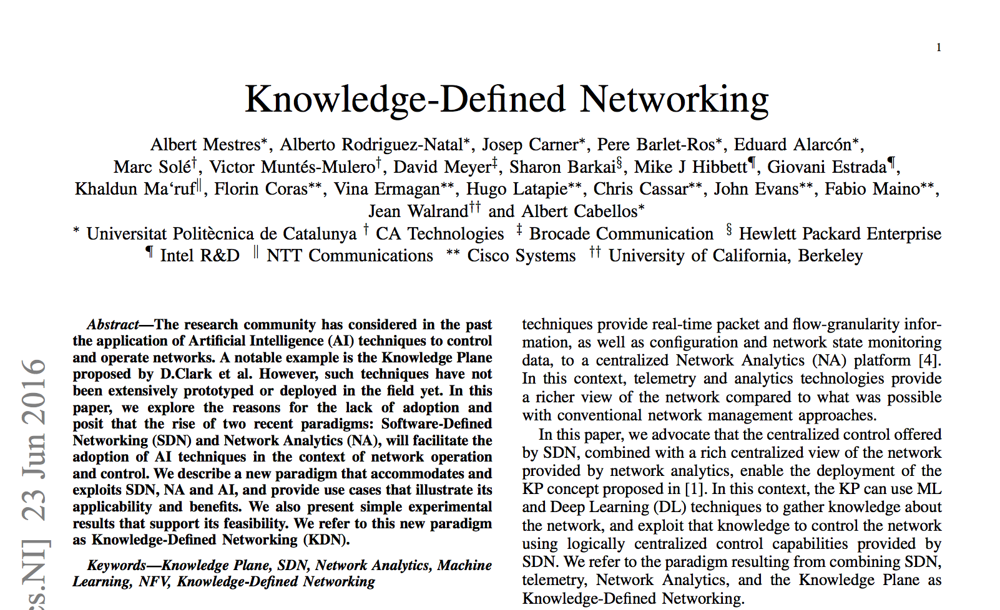 1
Knowledge-Defined Networking
Albert Mestres*, Alberto Rodriguez-Natal*, Josep Carner*, Pere Barlet-Ros*, Eduard Alarcón*,
Marc Solé†, Victor Muntés-Mulero†, David Meyer‡, Sharon Barkai§, Mike J Hibbett¶, Giovani Estrada¶,
Khaldun Ma‘ruf‖, Florin Coras**, Vina Ermagan**, Hugo Latapie**, Chris Cassar**, John Evans**, Fabio Maino**,
Jean Walrand†† and Albert Cabellos*
* Universitat Politècnica de Catalunya † CA Technologies ‡ Brocade Communication § Hewlett Packard Enterprise
¶ Intel R&D ‖ NTT Communications ** Cisco Systems †† University of California, Berkeley
Abstract—The research community has considered in the past
the application of Artificial Intelligence (AI) techniques to control
and operate networks. A notable example is the Knowledge Plane
proposed by D.Clark et al. However, such techniques have not
been extensively prototyped or deployed in the field yet. In this
paper, we explore the reasons for the lack of adoption and
posit that the rise of two recent paradigms: Software-Defined
Networking (SDN) and Network Analytics (NA), will facilitate the
adoption of AI techniques in the context of network operation
and control. We describe a new paradigm that accommodates and
exploits SDN, NA and AI, and provide use cases that illustrate its
applicability and benefits. We also present simple experimental
results that support its feasibility. We refer to this new paradigm
as Knowledge-Defined Networking (KDN).
Keywords—Knowledge Plane, SDN, Network Analytics, Machine
Learning, NFV, Knowledge-Defined Networking
techniques provide real-time packet and flow-granularity infor-
mation, as well as configuration and network state monitoring
data, to a centralized Network Analytics (NA) platform [4].
In this context, telemetry and analytics technologies provide
a richer view of the network compared to what was possible
with conventional network management approaches.
In this paper, we advocate that the centralized control offered
by SDN, combined with a rich centralized view of the network
provided by network analytics, enable the deployment of the
KP concept proposed in [1]. In this context, the KP can use ML
and Deep Learning (DL) techniques to gather knowledge about
the network, and exploit that knowledge to control the network
using logically centralized control capabilities provided by
SDN. We refer to the paradigm resulting from combining SDN,
telemetry, Network Analytics, and the Knowledge Plane as
Knowledge-Defined Networking.
cs.NI] 23 Jun 2016